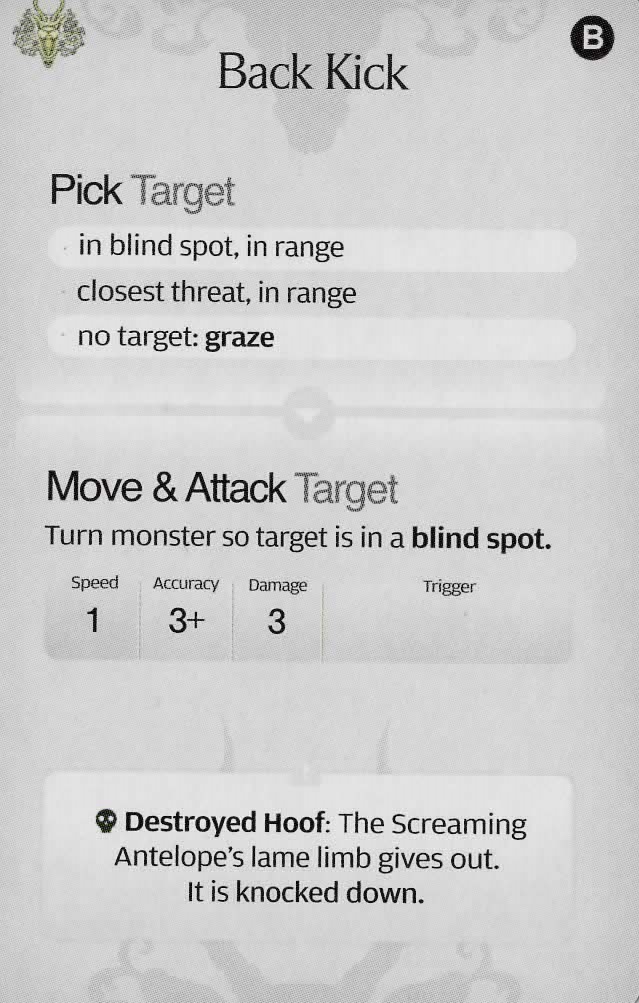 B
Back Kick
Pick Target
· in blind spot, in range
· closest threat, in range
· no target: graze
Move & Attack Target
Turn monster so target is in a blind spot.
Speed Accuracy Damage Trigger
1 3+ 3
Destroyed Hoof: The Screaming
Antelope's lame limb gives out.
It is knocked down.